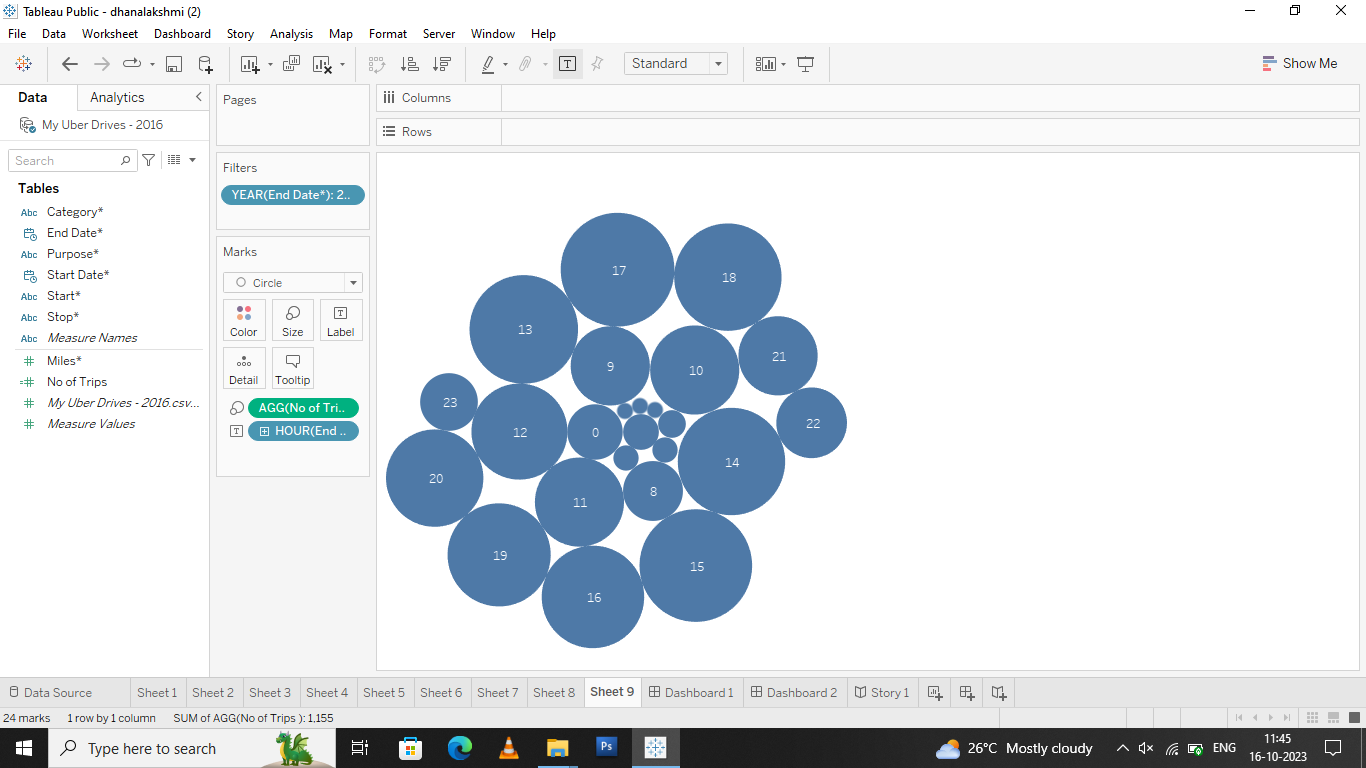 Tableau Public - dhanalakshmi (2)
File Data Worksheet Dashboard Story Analysis Map Format Server Window Help
Standard
Show Me
Data Analytics
My Uber Drives - 2016
Search
Tables
Abc Category*
End Date*
Abc Purpose*
Start Date*
Abc Start*
Abc Stop*
Abc Measure Names
# Miles*
=# No of Trips
# My Uber Drives - 2016.csv...
# Measure Values
Pages
Filters
YEAR(End Date*): 2..
Marks
Circle
Color Size Label
Detail Tooltip
AGG(No of Tri..
HOUR(End ..
Columns
Rows
17
18
13
21
9
10
23
22
12
0
14
20
8
11
19
15
16
Data Source Sheet 1 Sheet 2 Sheet 3 Sheet 4 Sheet 5 Sheet 6 Sheet 7 Sheet 8 Sheet 9 Dashboard 1 Dashboard 2 Story 1
24 marks 1 row by 1 column SUM of AGG(No of Trips ): 1,155
Type here to search
Ps
26°C Mostly cloudy
ENG
11:45
16-10-2023